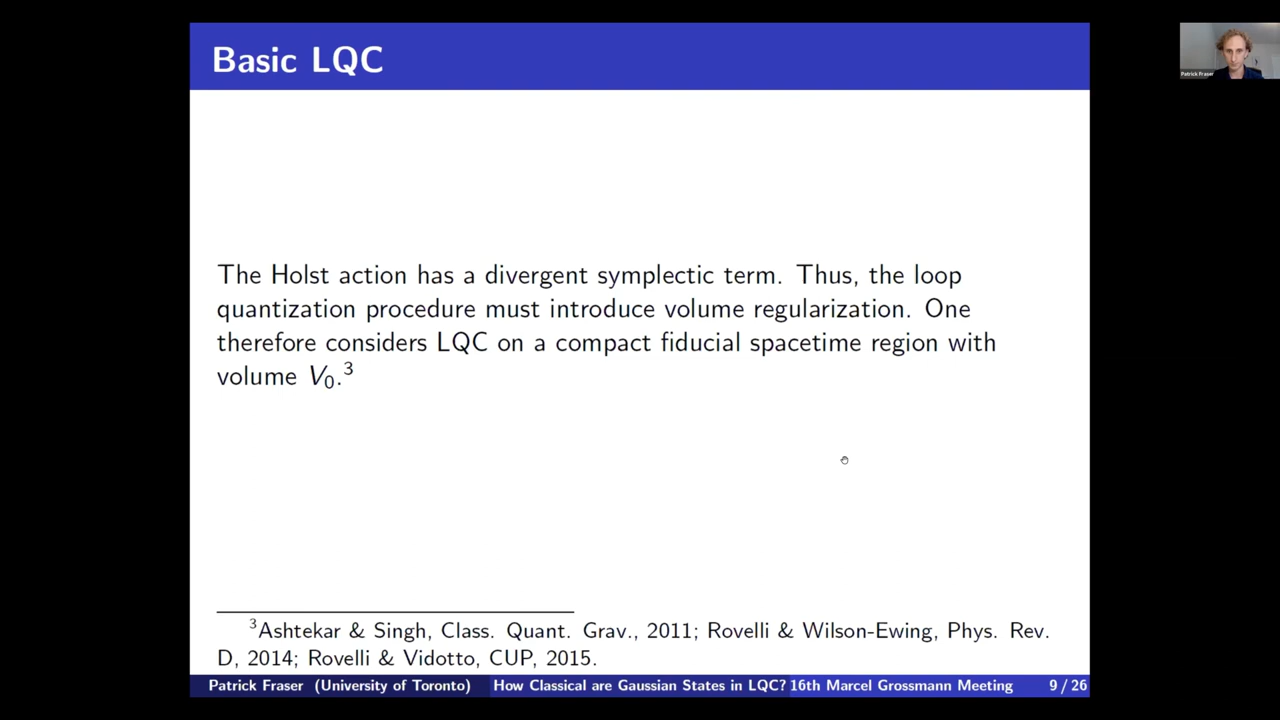 Basic LQC
Patrick Fraser
The Holst action has a divergent symplectic term. Thus, the loop
quantization procedure must introduce volume regularization. One
therefore considers LQC on a compact fiducial spacetime region with
volume V₀.³
³Ashtekar & Singh, Class. Quant. Grav., 2011; Rovelli & Wilson-Ewing, Phys. Rev.
D, 2014; Rovelli & Vidotto, CUP, 2015.
Patrick Fraser (University of Toronto) How Classical are Gaussian States in LQC? 16th Marcel Grossmann Meeting 9 / 26